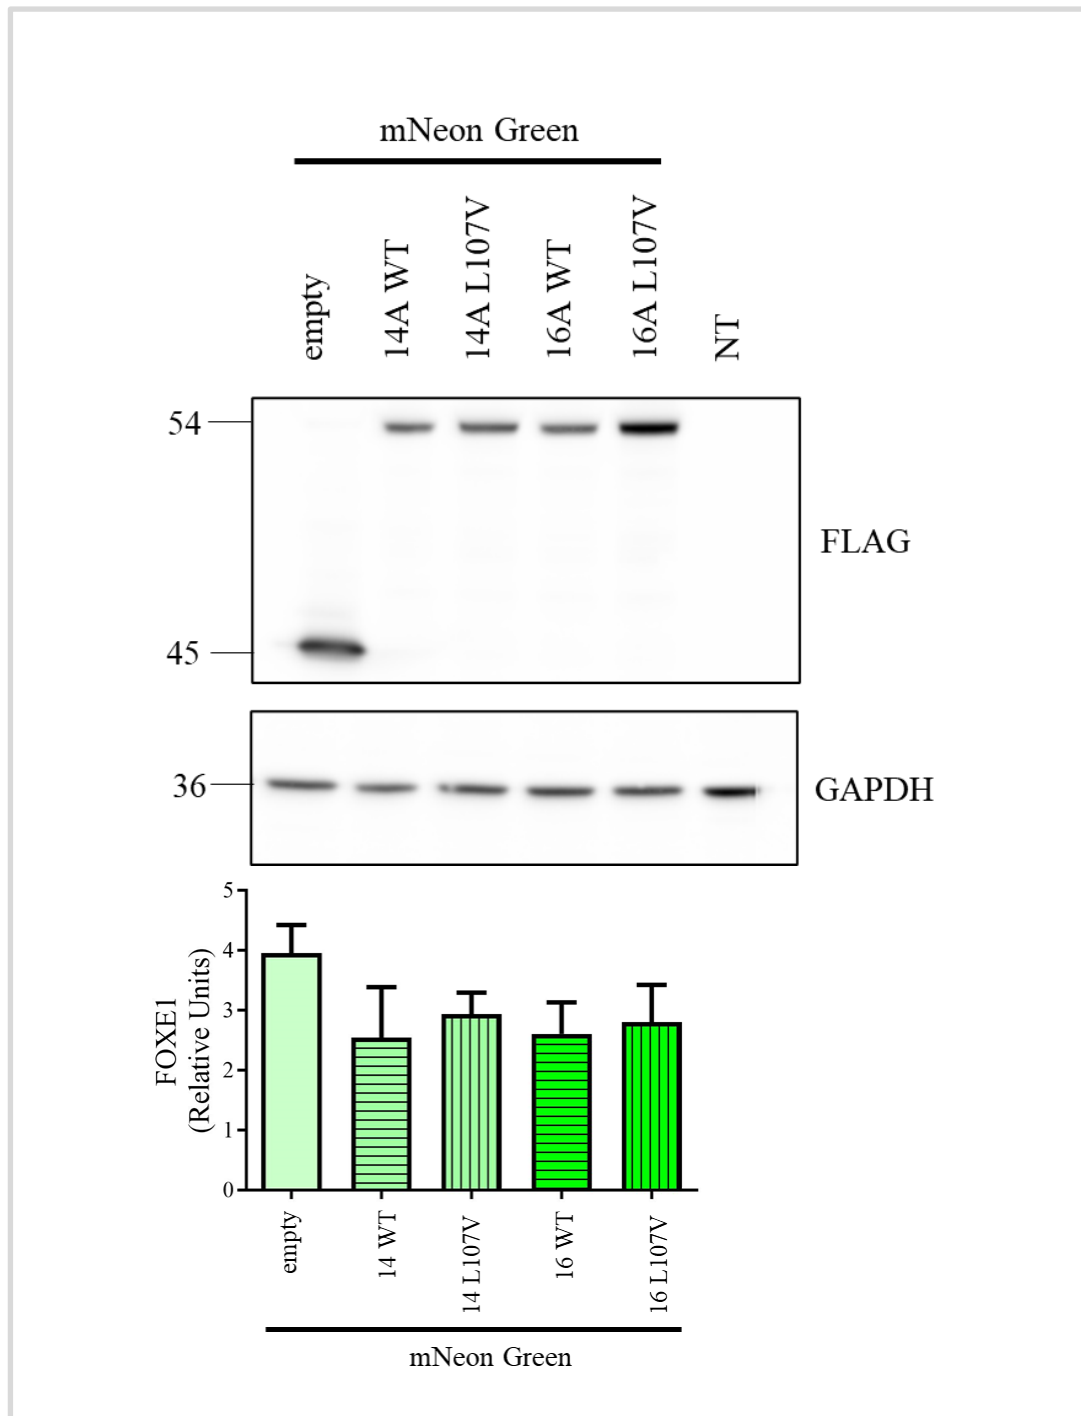 mNeon Green
empty
14A WT
14A L107V
16A WT
16A L107V
NT
54
45
FLAG
36
GAPDH
5
4
3
2
1
0
FOXE1
(Relative Units)
empty
14 WT
14 L107V
16 WT
16 L107V
mNeon Green